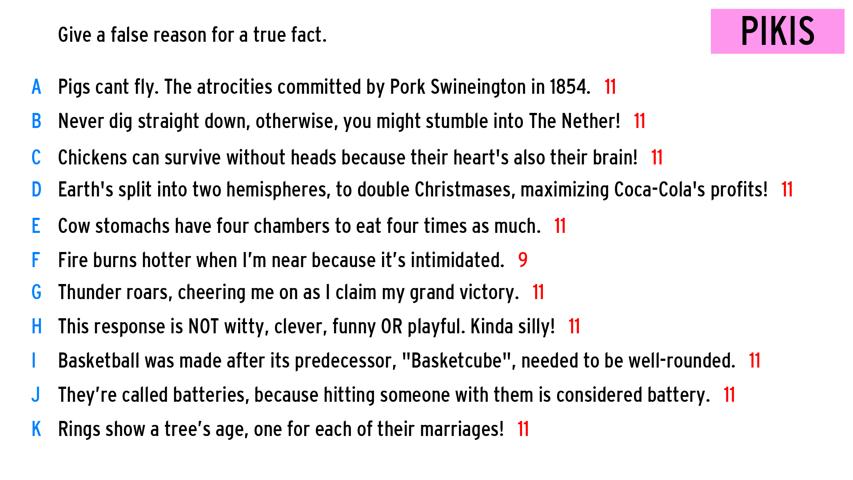 Give a false reason for a true fact.
PIKIS
A Pigs cant fly. The atrocities committed by Pork Swineington in 1854. 11
B Never dig straight down, otherwise, you might stumble into The Nether! 11
C Chickens can survive without heads because their heart's also their brain! 11
D Earth's split into two hemispheres, to double Christmases, maximizing Coca-Cola's profits! 11
E Cow stomachs have four chambers to eat four times as much. 11
F Fire burns hotter when I'm near because it's intimidated. 9
G Thunder roars, cheering me on as I claim my grand victory. 11
H This response is NOT witty, clever, funny OR playful. Kinda silly! 11
I Basketball was made after its predecessor, "Basketcube", needed to be well-rounded. 11
J They're called batteries, because hitting someone with them is considered battery. 11
K Rings show a tree's age, one for each of their marriages! 11